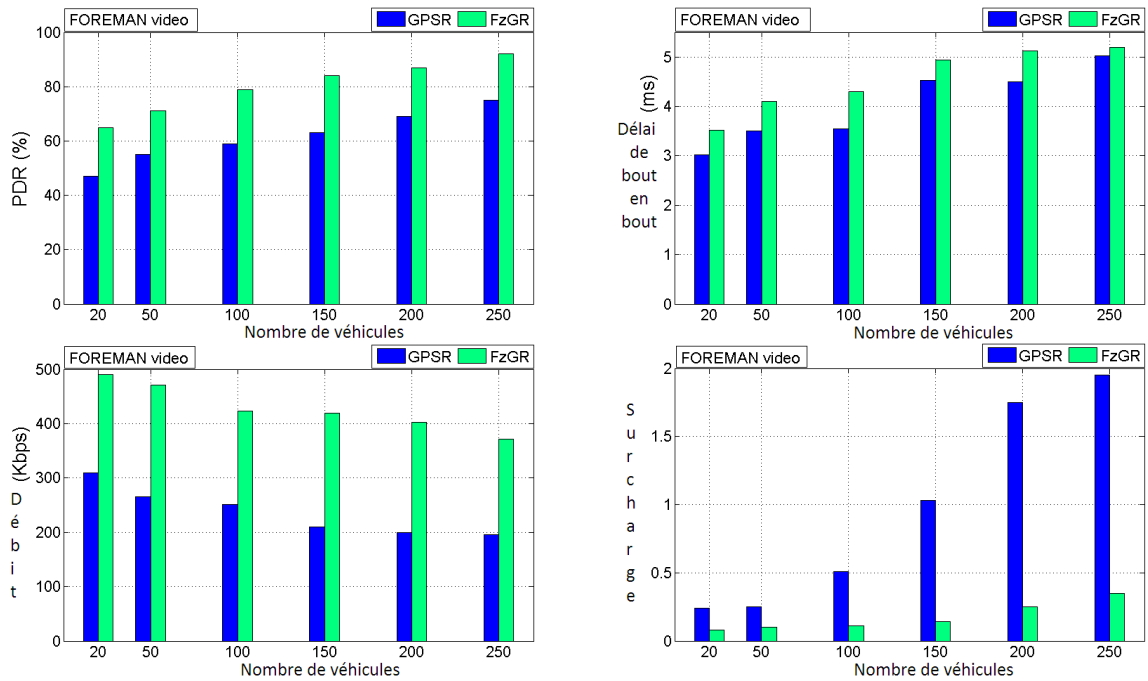 FOREMAN video
GPSR
FzGR
100
80
60
40
20
0
PDR (%)
20 50 100 150 200 250
Nombre de véhicules
FOREMAN video
GPSR
FzGR
5
4
3
2
1
0
(ms)
Délai
de
bout
en
bout
20 50 100 150 200 250
Nombre de véhicules
FOREMAN video
GPSR
FzGR
500
400
300
200
100
0
Débit
(Kbps)
20 50 100 150 200 250
Nombre de véhicules
FOREMAN video
GPSR
FzGR
2
1.5
1
0.5
0
Surcharge
20 50 100 150 200 250
Nombre de véhicules